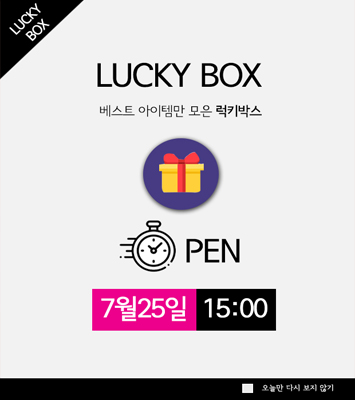 LUCKY
BOX
LUCKY BOX
베스트 아이템만 모은 럭키박스
PEN
7월25일 15:00
오늘만 다시 보지 않기